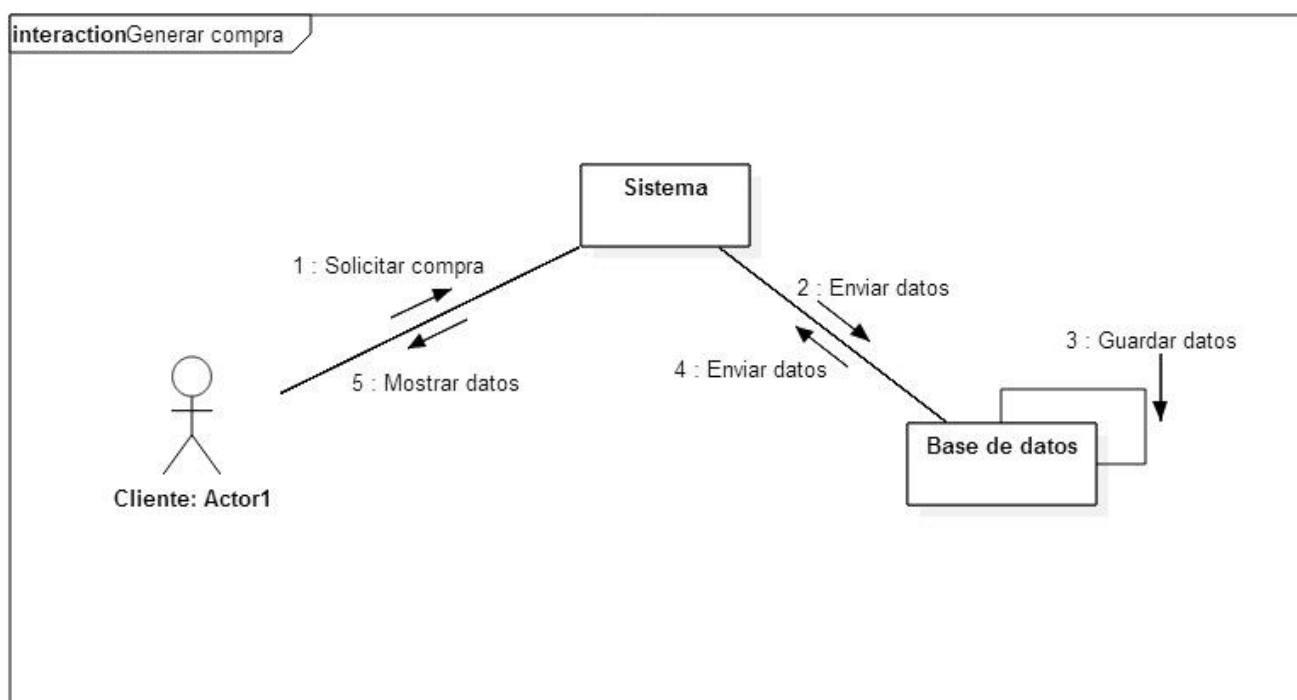 interactionGenerar compra
Sistema
1 : Solicitar compra
2 : Enviar datos
3 : Guardar datos
4 : Enviar datos
5 : Mostrar datos
Base de datos
Cliente: Actor1